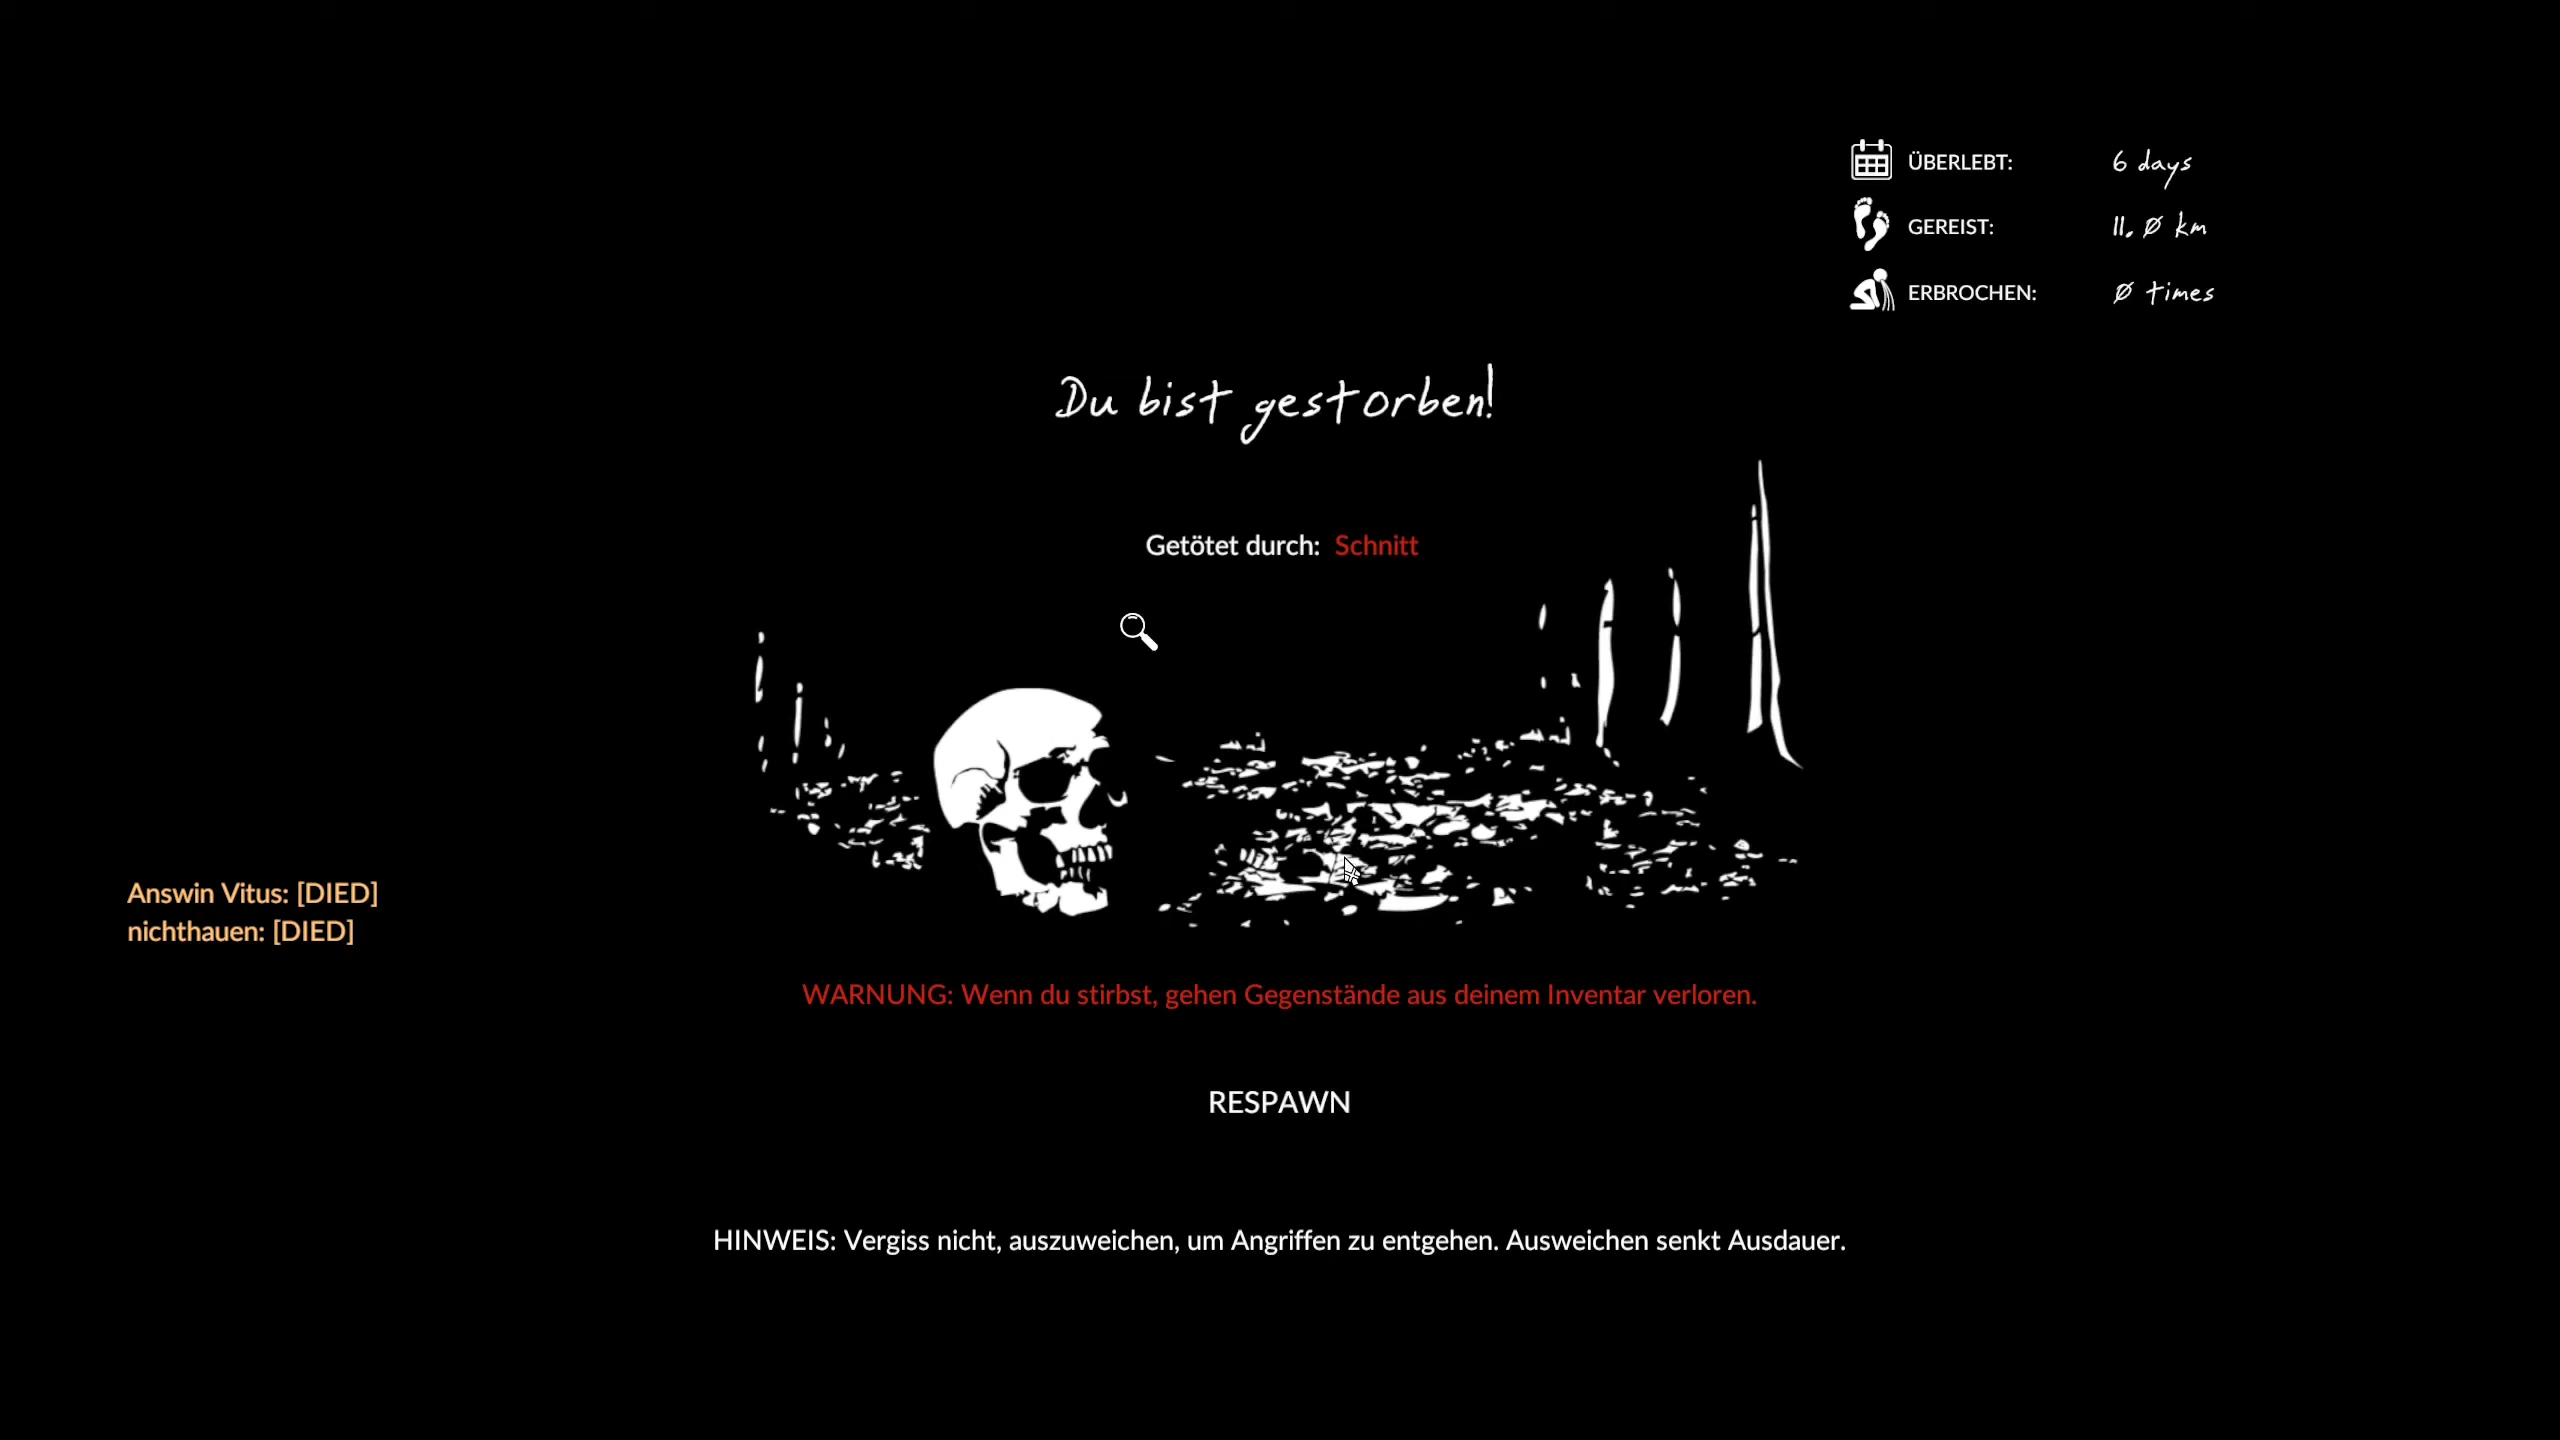 ÜBERLEBT: 6 days
GEREIST: 11.0 km
ERBROCHEN: 0 times
Du bist gestorben!
Getötet durch: Schnitt
Answin Vitus: [DIED]
nichthauen: [DIED]
WARNUNG: Wenn du stirbst, gehen Gegenstände aus deinem Inventar verloren.
RESPAWN
HINWEIS: Vergiss nicht, auszuweichen, um Angriffen zu entgehen. Ausweichen senkt Ausdauer.